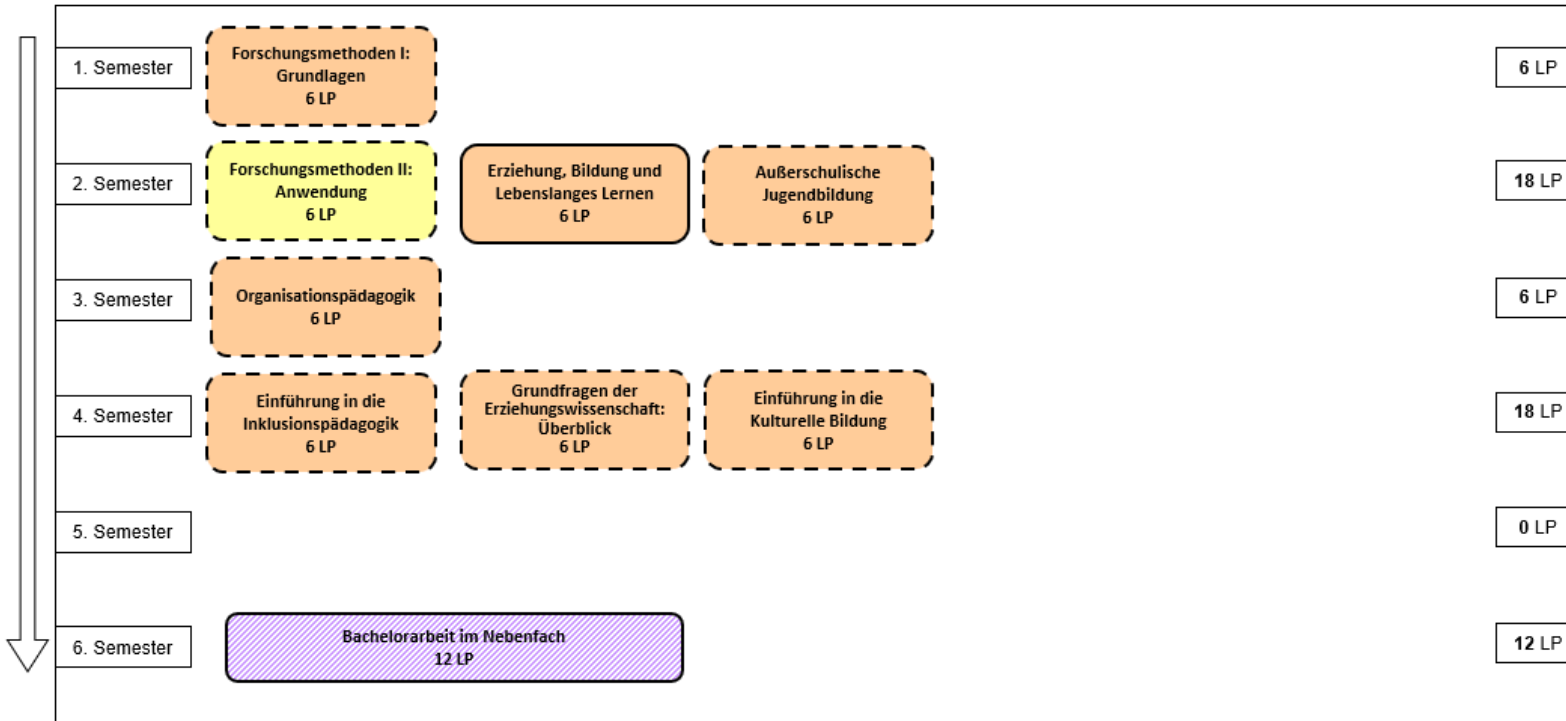 1. Semester
Forschungsmethoden I:
Grundlagen
6 LP
6 LP
2. Semester
Forschungsmethoden II:
Anwendung
6 LP
Erziehung, Bildung und
Lebenslanges Lernen
6 LP
Außerschulische
Jugendbildung
6 LP
18 LP
3. Semester
Organisationspädagogik
6 LP
6 LP
4. Semester
Einführung in die
Inklusionspädagogik
6 LP
Grundfragen der
Erziehungswissenschaft:
Überblick
6 LP
Einführung in die
Kulturelle Bildung
6 LP
18 LP
5. Semester
0 LP
6. Semester
Bachelorarbeit im Nebenfach
12 LP
12 LP